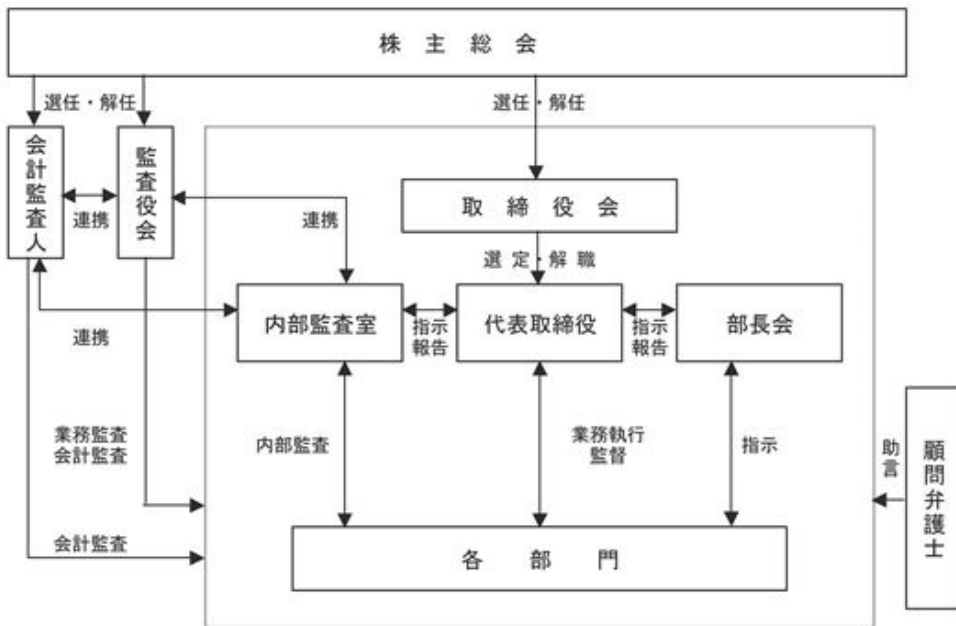 株主総会
選任・解任
選任・解任
会計監査人
監査役会
連携
連携
取締役会
選定・解職
内部監査室
指示
報告
代表取締役
指示
報告
部長会
連携
業務監査
会計監査
内部監査
業務執行
監督
指示
助言
顧問弁護士
会計監査
各部門